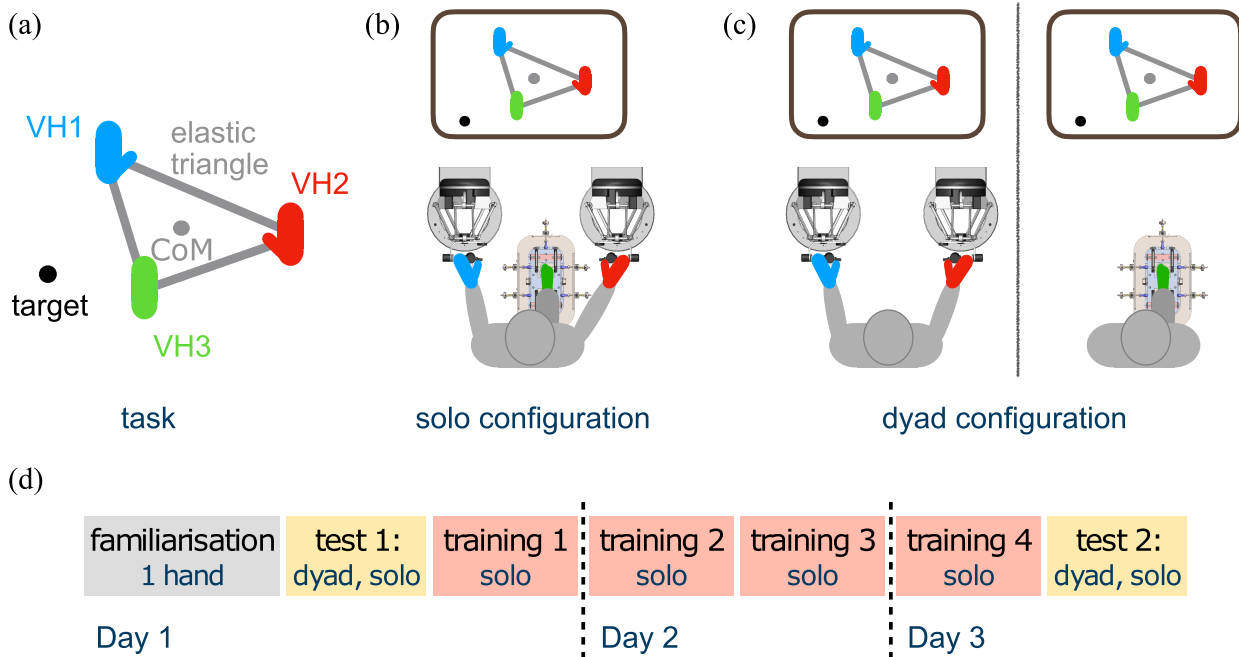 (a)
(b)
(c)
VH1
elastic
triangle
VH2
CoM
target
VH3
task
solo configuration
dyad configuration
(d)
familiarisation
1 hand
test 1:
dyad, solo
training 1
solo
training 2
solo
training 3
solo
training 4
solo
test 2:
dyad, solo
Day 1
Day 2
Day 3